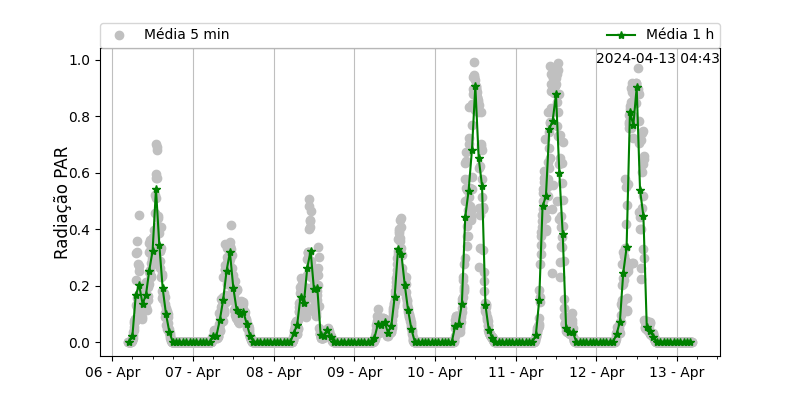 Média 5 min
Média 1 h
2024-04-13 04:43
Radiação PAR
1.0
0.8
0.6
0.4
0.2
0.0
06 - Apr
07 - Apr
08 - Apr
09 - Apr
10 - Apr
11 - Apr
12 - Apr
13 - Apr